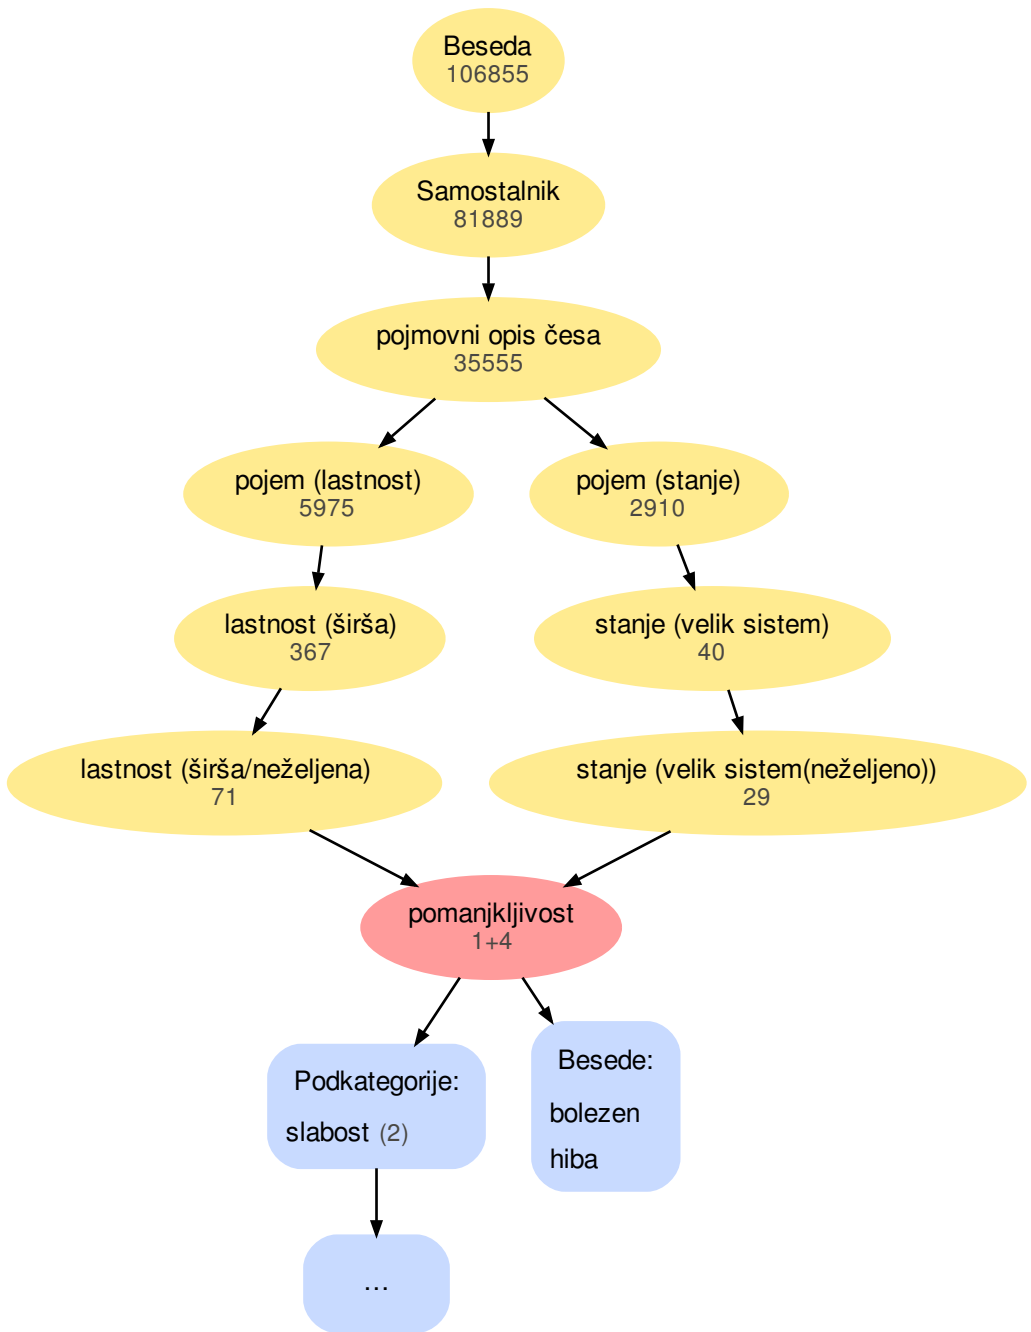 Beseda
106855
Samostalnik
81889
pojmovni opis česa
35555
pojem (lastnost)
5975
pojem (stanje)
2910
lastnost (širša)
367
stanje (velik sistem)
40
lastnost (širša/neželjena)
71
stanje (velik sistem(neželjeno))
29
pomanjkljivost
1+4
Podkategorije:
slabost (2)
Besede:
bolezen
hiba
...